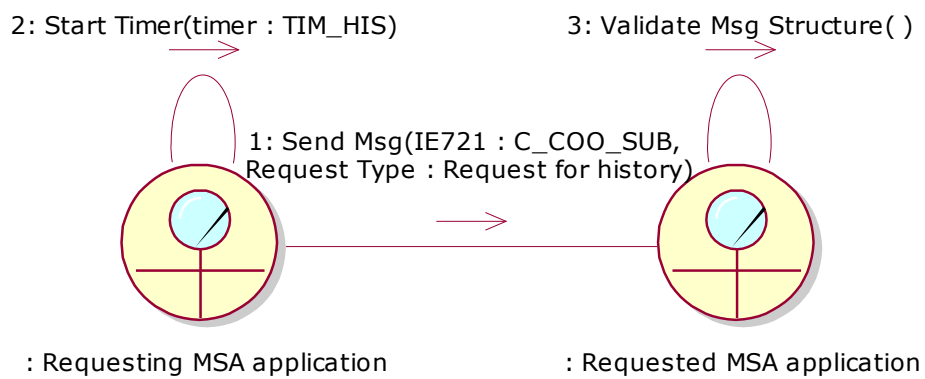 2: Start Timer(timer : TIM_HIS)
3: Validate Msg Structure( )
1: Send Msg(IE721 : C_COO_SUB,
Request Type : Request for history)
: Requesting MSA application
: Requested MSA application